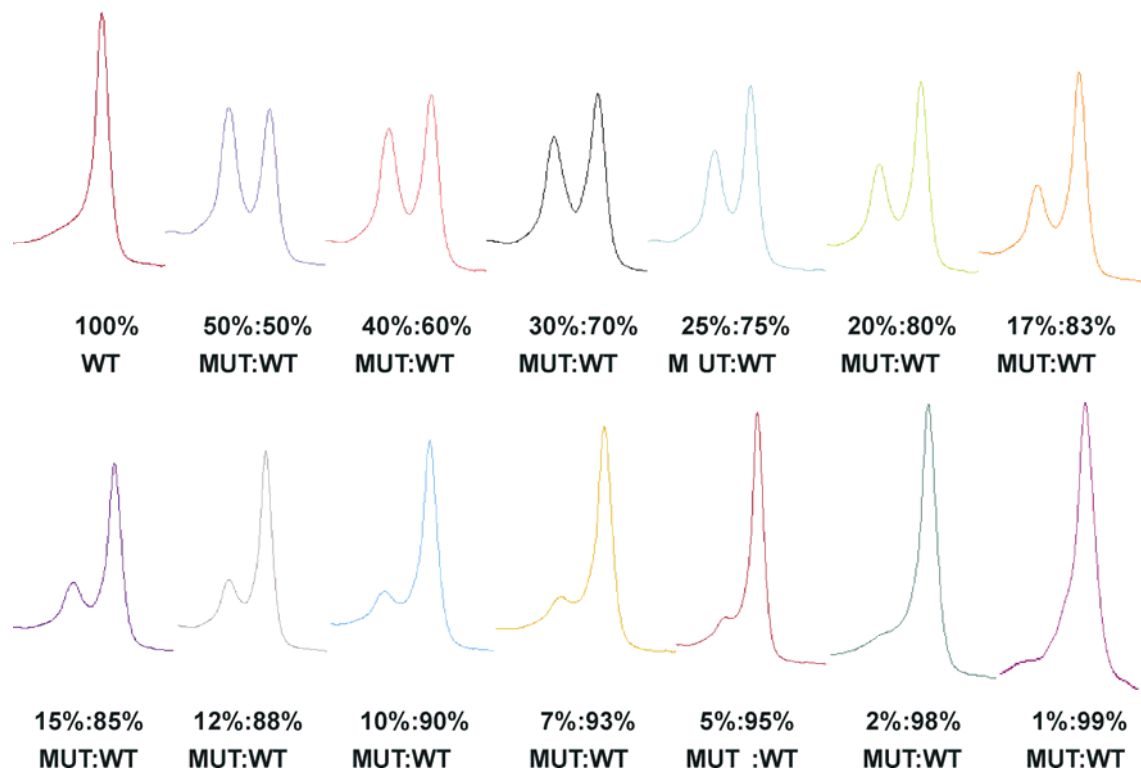 100% 50%:50% 40%:60% 30%:70% 25%:75% 20%:80% 17%:83%
WT MUT:WT MUT:WT MUT:WT M UT:WT MUT:WT MUT:WT
15%:85% 12%:88% 10%:90% 7%:93% 5%:95% 2%:98% 1%:99%
MUT:WT MUT:WT MUT:WT MUT:WT MUT :WT MUT:WT MUT:WT